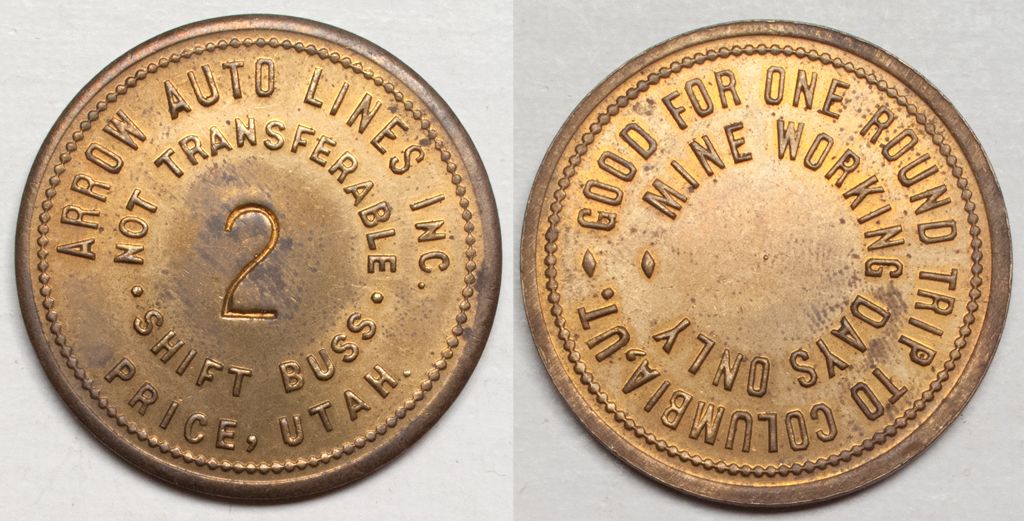 ARROW AUTO LINES INC.
NOT TRANSFERABLE
2
· SHIFT BUSS ·
PRICE, UTAH.
GOOD FOR ONE ROUND TRIP TO COLUMBIA, UT.
MINE WORKING DAYS ONLY